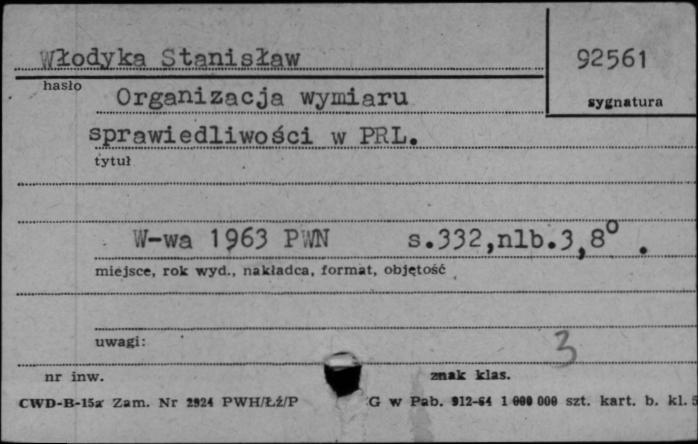 Włodyka Stanisław
92561
hasło
sygnatura
Organizacja wymiaru
sprawiedliwości w PRL.
tytuł
W-wa 1963 PWN s.332,nlb.3,8° .
miejsce, rok wyd., nakładca, format, objętość
uwagi:
3
nr inw.
znak klas.
CWD-B-15a Zam. Nr 2924 PWH/Łź/P G w Pab. 912-64 1 000 000 szt. kart. b. kl. 5